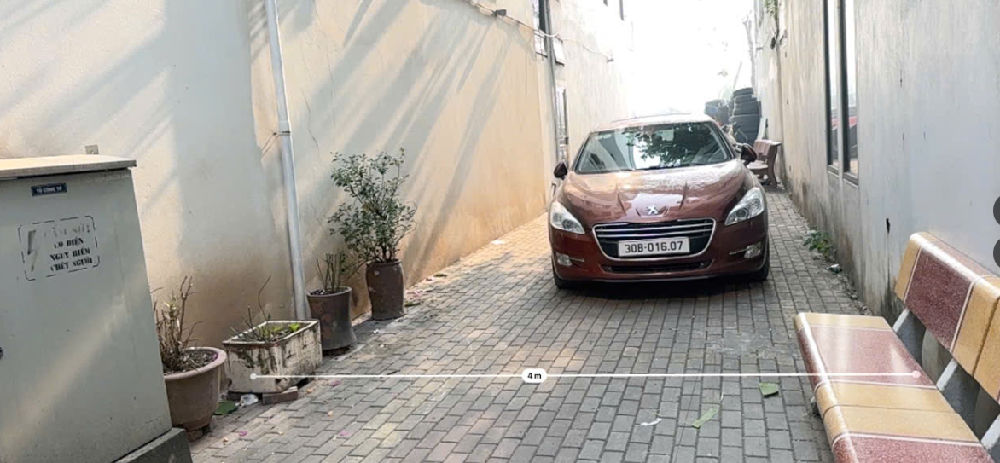 TỦ CÔNG TƠ
CẤM SỜ!
CÓ ĐIỆN
NGUY HIỂM
CHẾT NGƯỜI
30B-016.07
4 m